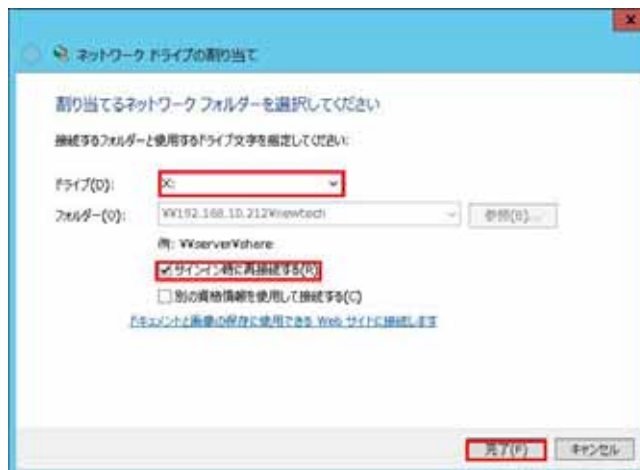 ネットワーク ドライブの割り当て
割り当てるネットワーク フォルダーを選択してください
接続するフォルダーと使用するドライブ文字を指定してください:
ドライブ(D): X:
フォルダー(O): ¥¥192.168.10.212¥newtech 参照(B)...
例: ¥¥server¥share
サインイン時に再接続する(R)
別の資格情報を使用して接続する(C)
ドキュメントと画像の保存に使用できる Web サイトに接続します
完了(F) キャンセル